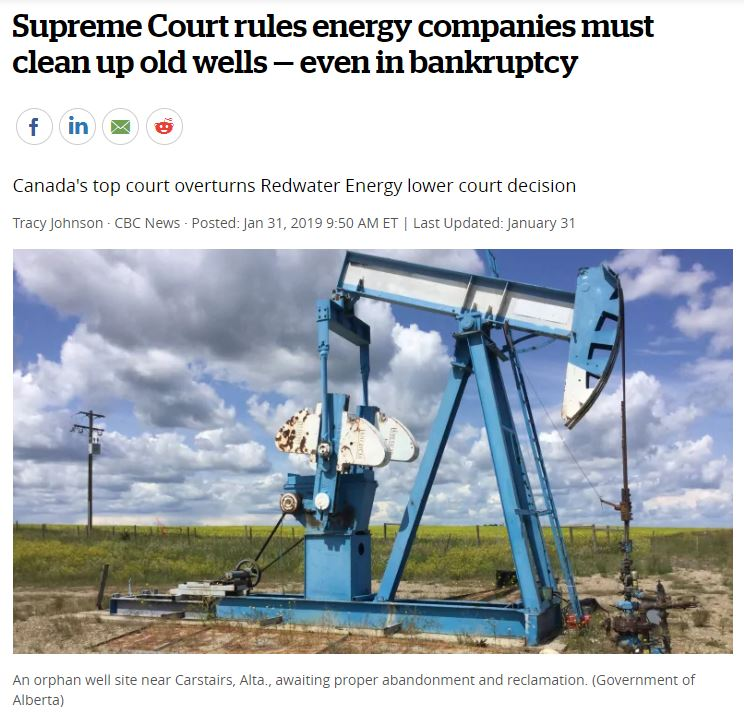 Supreme Court rules energy companies must
clean up old wells — even in bankruptcy
f
in
Canada's top court overturns Redwater Energy lower court decision
Tracy Johnson · CBC News · Posted: Jan 31, 2019 9:50 AM ET | Last Updated: January 31
An orphan well site near Carstairs, Alta., awaiting proper abandonment and reclamation. (Government of
Alberta)